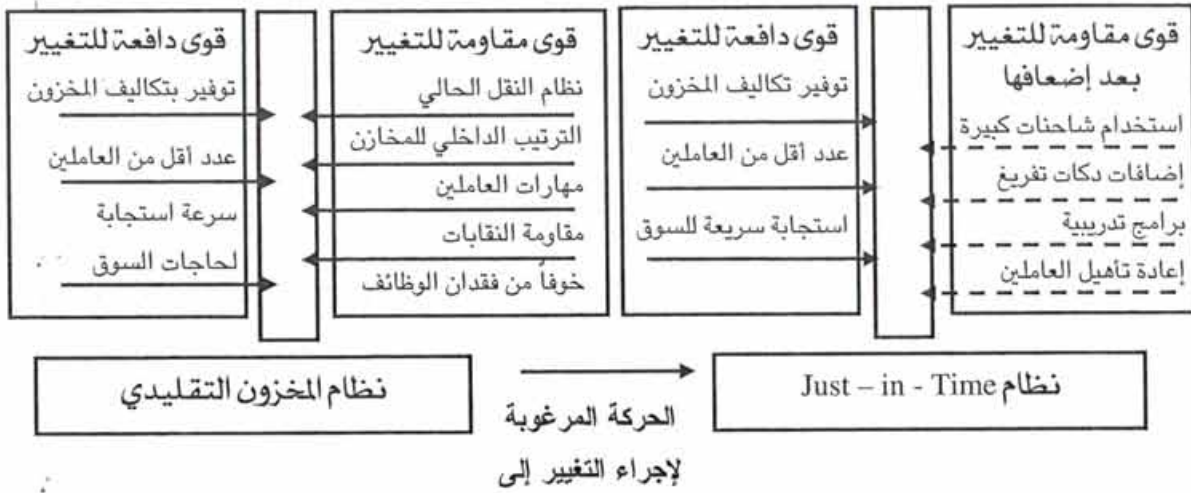 قوى دافعة للتغيير
توفير بتكاليف المخزون
عدد أقل من العاملين
سرعة استجابة
لحاجات السوق
قوى مقاومة للتغيير
نظام النقل الحالي
الترتيب الداخلي للمخازن
مهارات العاملين
مقاومة النقابات
خوفاً من فقدان الوظائف
قوى دافعة للتغيير
توفير تكاليف المخزون
عدد أقل من العاملين
استجابة سريعة للسوق
قوى مقاومة للتغيير
بعد إضعافها
استخدام شاحنات كبيرة
إضافات دكات تفريغ
برامج تدريبية
إعادة تأهيل العاملين
نظام المخزون التقليدي
الحركة المرغوبة
لإجراء التغيير إلى
نظام Just – in - Time